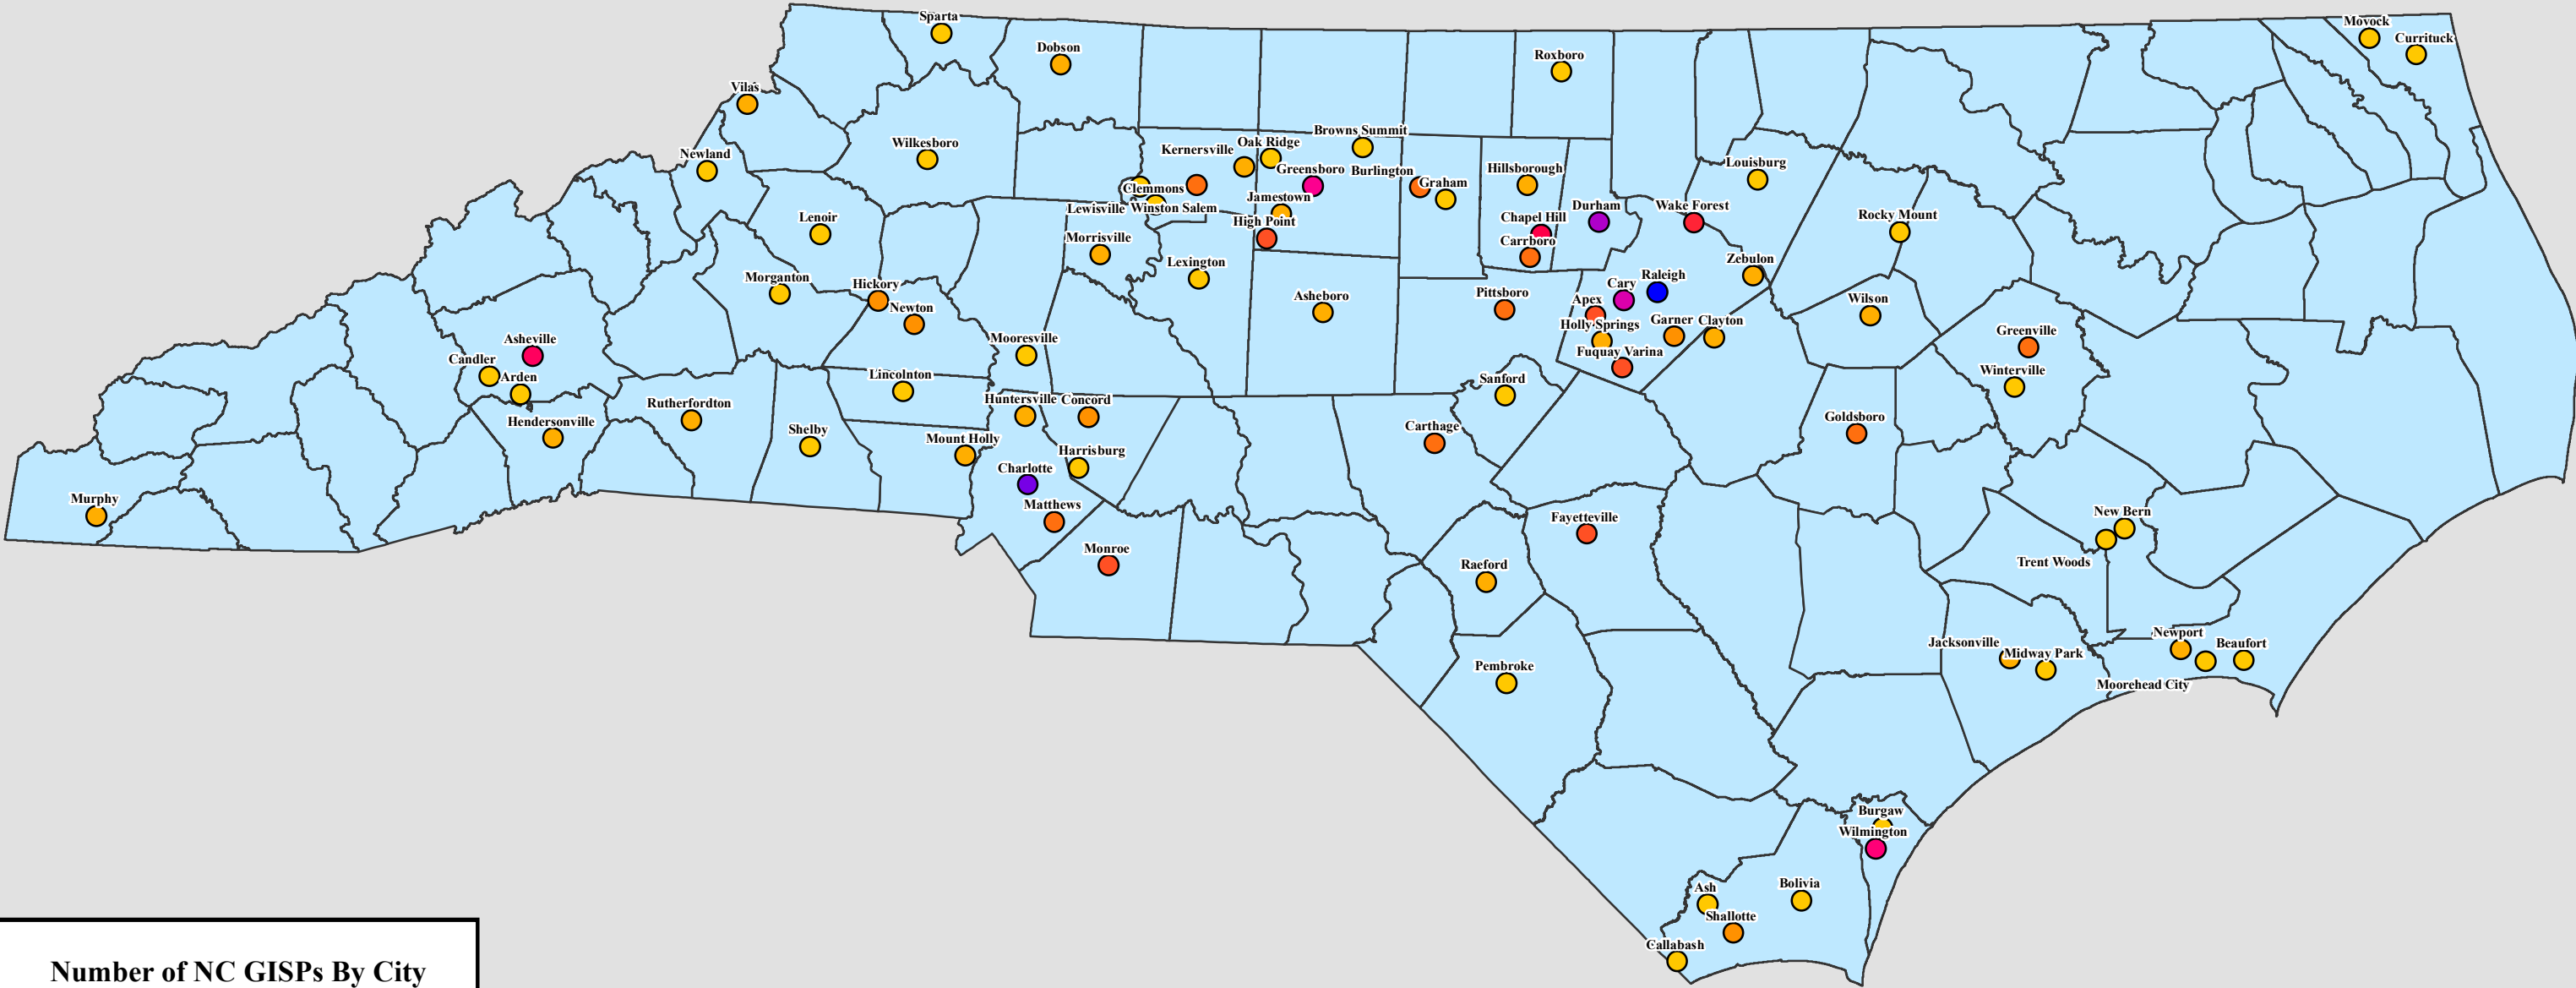 Sparta
Movock
Currituck
Dobson
Roxboro
Vilas
Browns Summit
Wilkesboro
Oak Ridge
Kernersville
Newland
Louisburg
Greensboro
Burlington
Hillsborough
Graham
Clemmons
Jamestown
Lewisville
Winston Salem
Durham
Wake Forest
Lenoir
High Point
Chapel Hill
Rocky Mount
Morrisville
Carrboro
Lexington
Zebulon
Morganton
Raleigh
Hickory
Cary
Asheboro
Pittsboro
Apex
Wilson
Newton
Garner
Clayton
Holly Springs
Greenville
Asheville
Mooresville
Fuquay Varina
Candler
Winterville
Arden
Lincolnton
Sanford
Rutherfordton
Huntersville
Concord
Goldsboro
Hendersonville
Shelby
Carthage
Mount Holly
Harrisburg
Charlotte
Murphy
Matthews
New Bern
Fayetteville
Monroe
Trent Woods
Raeford
Newport
Jacksonville
Beaufort
Midway Park
Pembroke
Moorehead City
Burgaw
Wilmington
Bolivia
Ash
Shallotte
Callabash
Number of NC GISPs By City